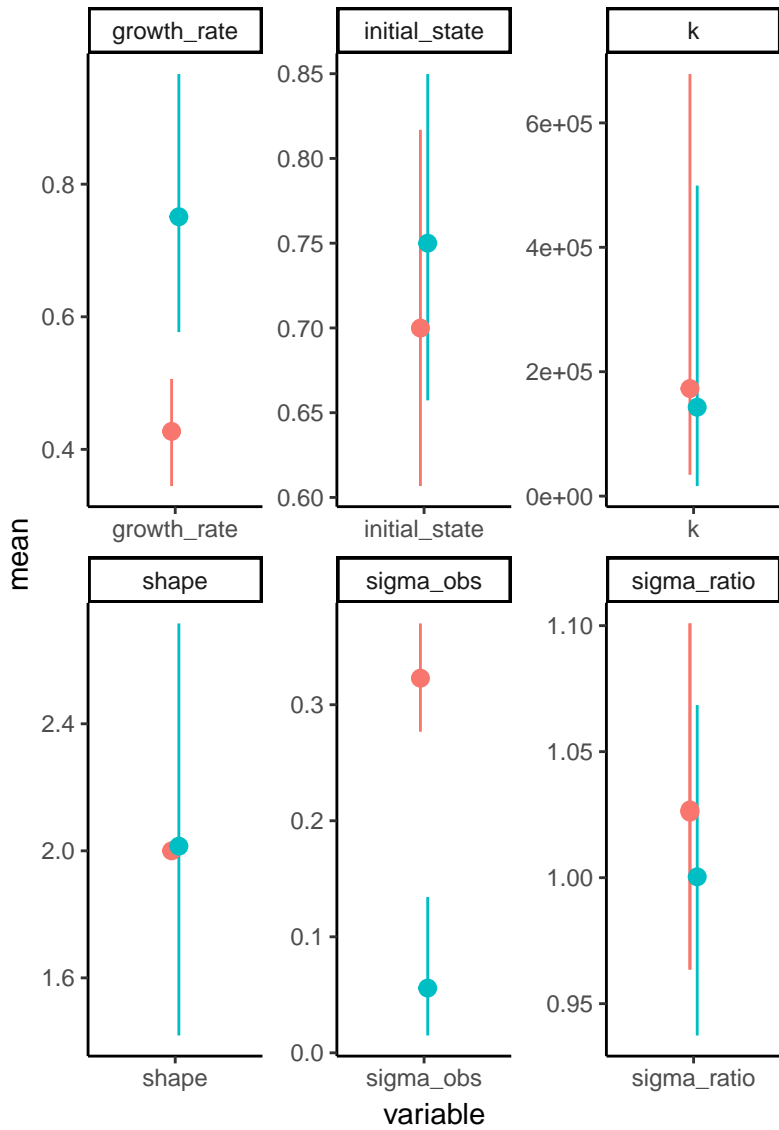 growth_rate
initial_state
k
0.8
0.6
0.4
0.85
0.80
0.75
0.70
0.65
0.60
6e+05
4e+05
2e+05
0e+00
growth_rate
initial_state
k
mean
shape
sigma_obs
sigma_ratio
2.4
2.0
1.6
0.3
0.2
0.1
0.0
1.10
1.05
1.00
0.95
shape
sigma_obs
sigma_ratio
variable